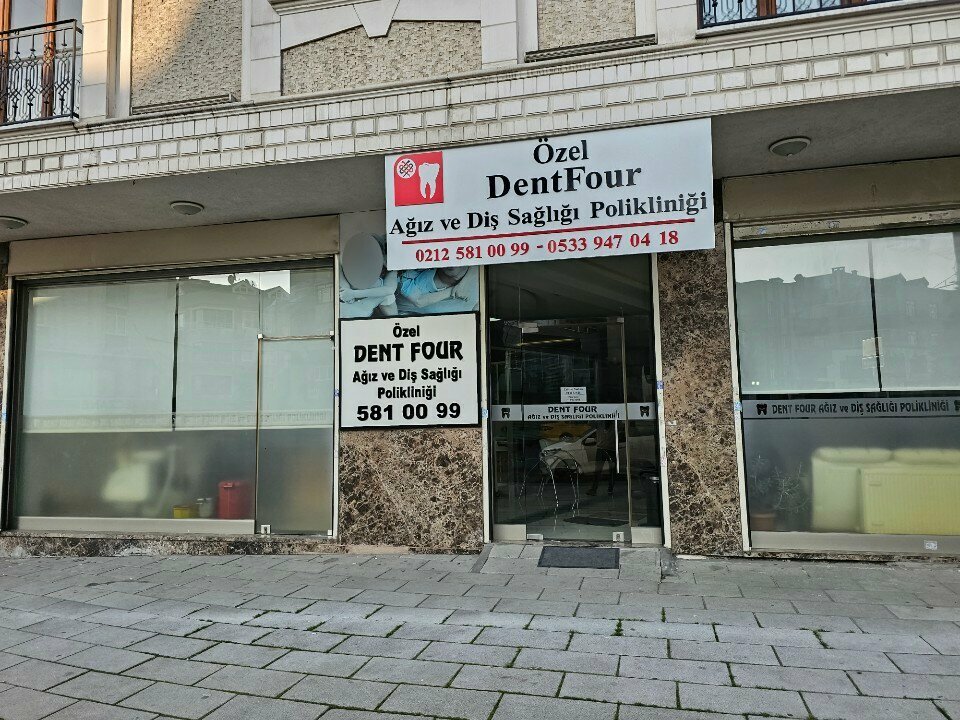 Özel
DentFour
Ağız ve Diş Sağlığı Polikliniği
0212 581 00 99 - 0533 947 04 18
Özel
DENT FOUR
Ağız ve Diş Sağlığı
Polikliniği
581 00 99
DENT FOUR
AĞIZ ve DİŞ SAĞLIĞI POLİKLİNİĞİ
DENT FOUR AĞIZ ve DİŞ SAĞLIĞI POLİKLİNİĞİ